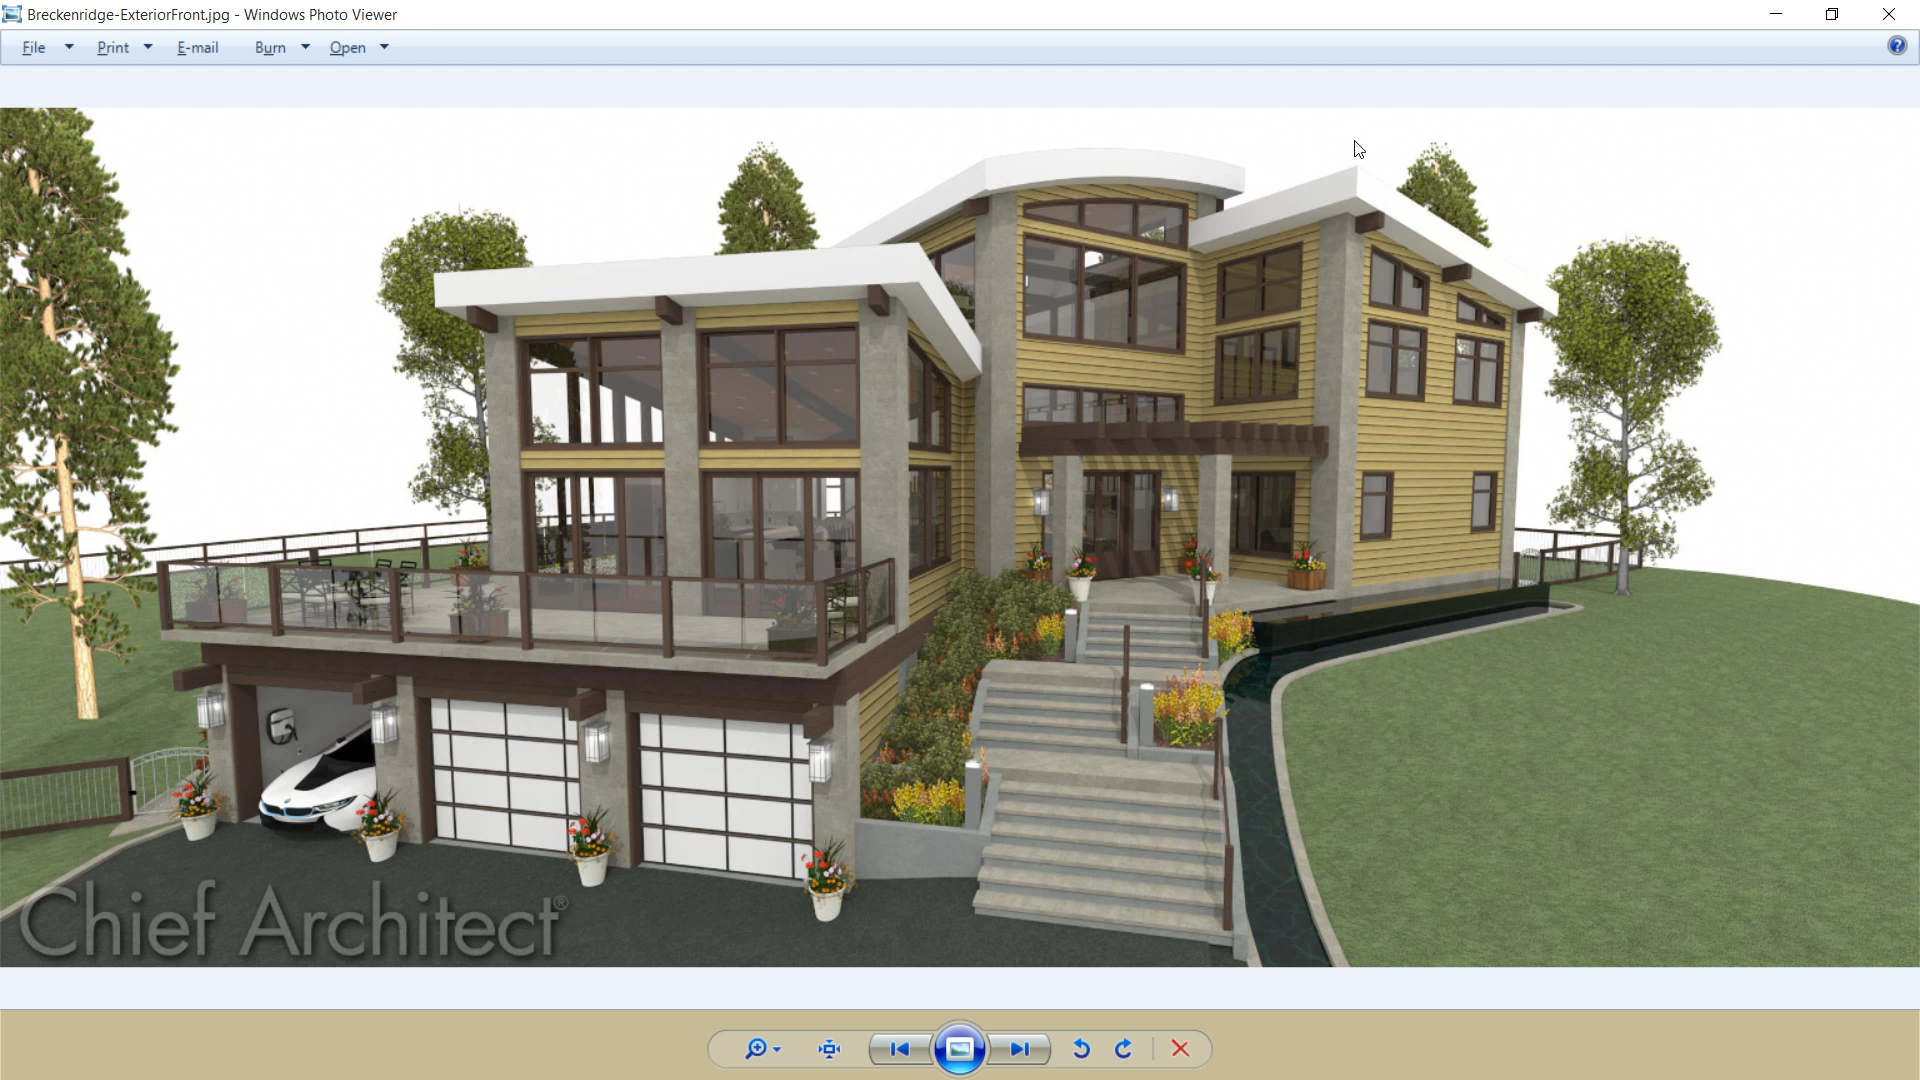 Breckenridge-ExteriorFront.jpg - Windows Photo Viewer
File Print E-mail Burn Open
?
Chief Architect®